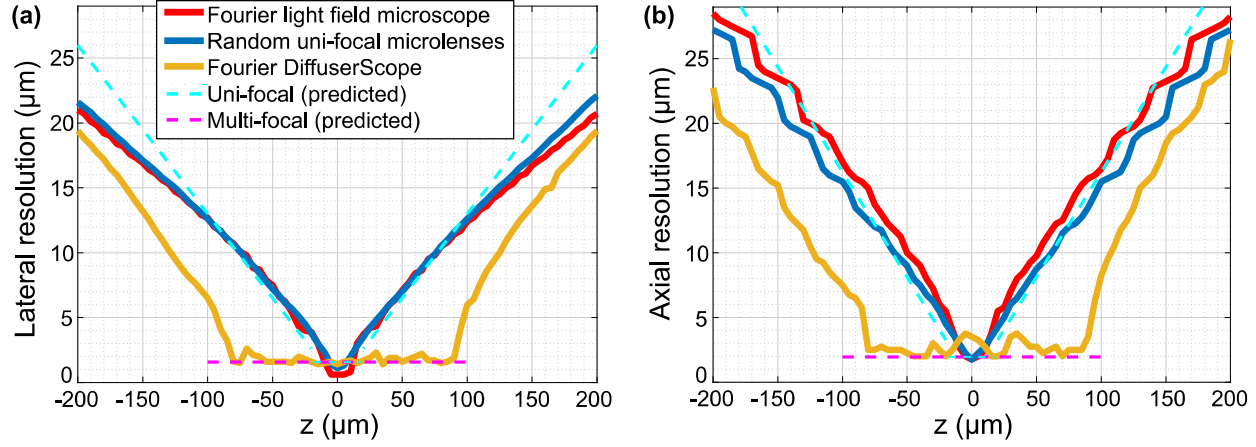 (a)
Lateral resolution (μm)
25
20
15
10
5
0
Fourier light field microscope
Random uni-focal microlenses
Fourier DiffuserScope
Uni-focal (predicted)
Multi-focal (predicted)
-200 -150 -100 -50 0 50 100 150 200
z (μm)
(b)
Axial resolution (μm)
25
20
15
10
5
0
-200 -150 -100 -50 0 50 100 150 200
z (μm)